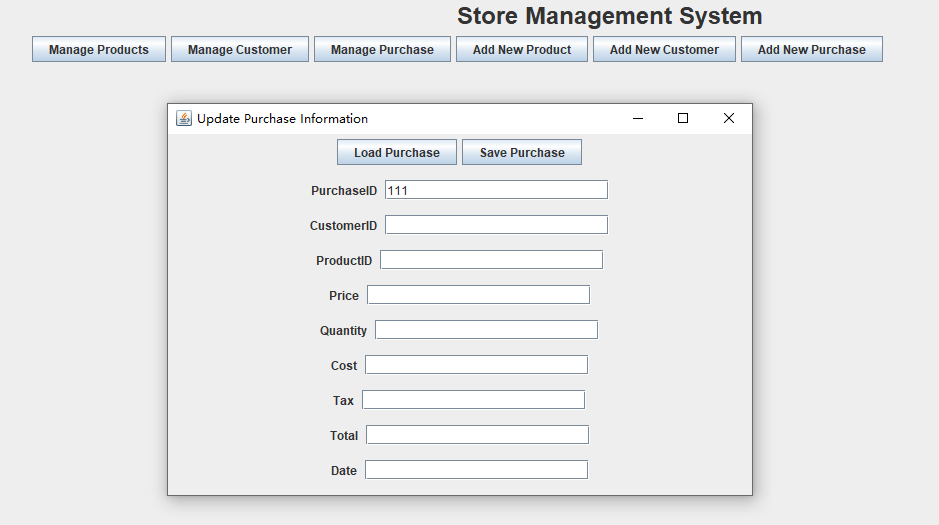 Store Management System
Manage Products Manage Customer Manage Purchase Add New Product Add New Customer Add New Purchase
Update Purchase Information
Load Purchase Save Purchase
PurchaseID 111
CustomerID
ProductID
Price
Quantity
Cost
Tax
Total
Date